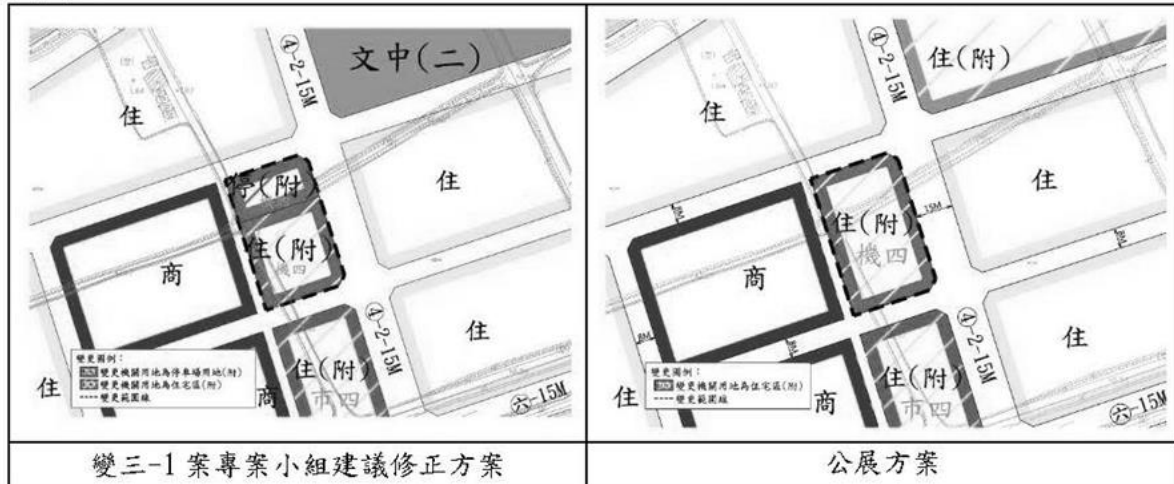 文中(二)
④-2-15M
住
停(附)
住
住(附)
機四
商
④-2-15M
住
住(附)
市四
住
商
㊅-15M
變更圖例：
變更機關用地為停車場用地(附)
變更機關用地為住宅區(附)
變更範圍線
變三-1案專案小組建議修正方案
④-2-15M
住(附)
住
住
住(附)
機四
15M
8M
8M
商
④-2-15M
住
住(附)
市四
8M
8M
住
商
㊅-15M
變更圖例：
變更機關用地為住宅區(附)
變更範圍線
公展方案